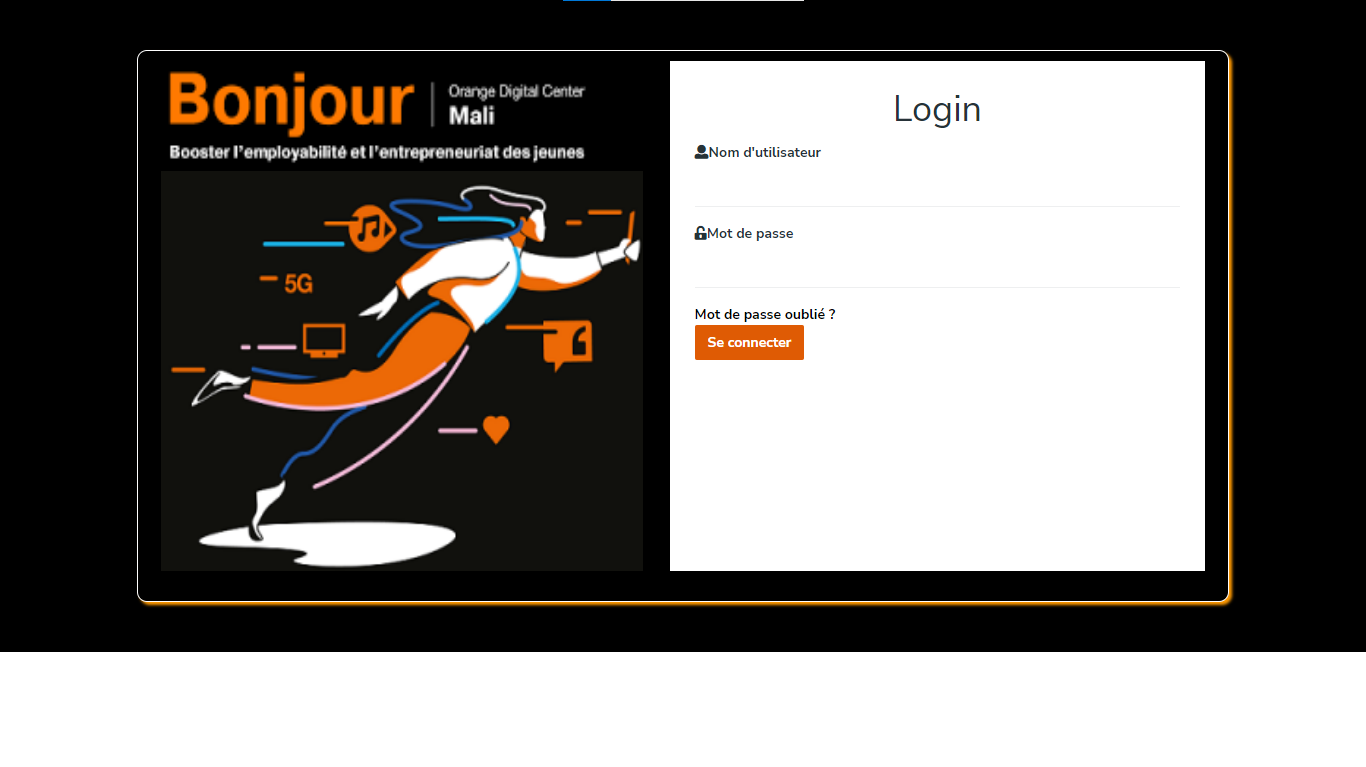 Bonjour
Orange Digital Center
Mali
Booster l'employabilité et l'entrepreneuriat des jeunes
5G
Login
Nom d'utilisateur
Mot de passe
Mot de passe oublié ?
Se connecter